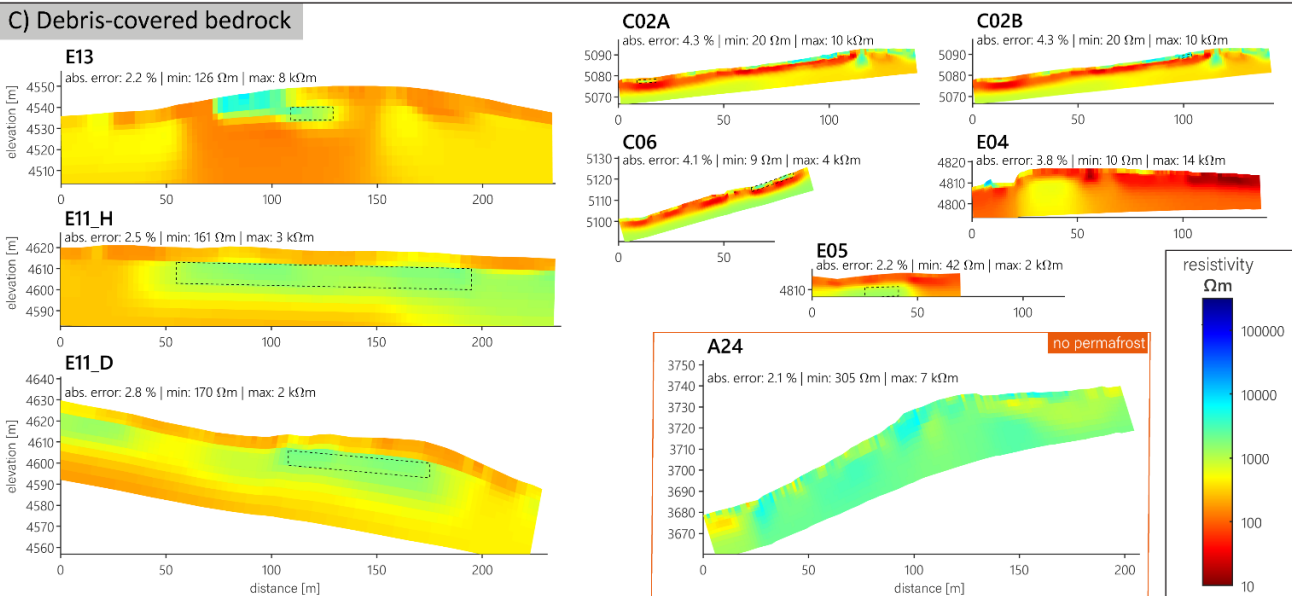 C) Debris-covered bedrock
E13
abs. error: 2.2 % | min: 126 Ωm | max: 8 kΩm
elevation [m]
4550
4540
4530
4520
4510
0 50 100 150 200
E11_H
abs. error: 2.5 % | min: 161 Ωm | max: 3 kΩm
elevation [m]
4620
4610
4600
4590
0 50 100 150 200
E11_D
abs. error: 2.8 % | min: 170 Ωm | max: 2 kΩm
elevation [m]
4640
4630
4620
4610
4600
4590
4580
4570
4560
0 50 100 150 200
distance [m]
C02A
abs. error: 4.3 % | min: 20 Ωm | max: 10 kΩm
5090
5080
5070
0 50 100
C02B
abs. error: 4.3 % | min: 20 Ωm | max: 10 kΩm
5090
5080
5070
0 50 100
C06
abs. error: 4.1 % | min: 9 Ωm | max: 4 kΩm
5130
5120
5110
5100
0 50
E04
abs. error: 3.8 % | min: 10 Ωm | max: 14 kΩm
4820
4810
4800
0 50 100
E05
abs. error: 2.2 % | min: 42 Ωm | max: 2 kΩm
4810
0 50 100
no permafrost
A24
abs. error: 2.1 % | min: 305 Ωm | max: 7 kΩm
3750
3740
3730
3720
3710
3700
3690
3680
3670
0 50 100 150 200
distance [m]
resistivity
Ωm
100000
10000
1000
100
10